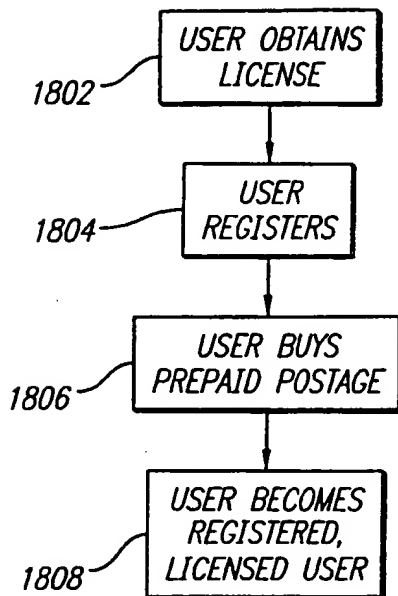 USER OBTAINS
LICENSE
1802
USER
REGISTERS
1804
USER BUYS
PREPAID POSTAGE
1806
USER BECOMES
REGISTERED,
LICENSED USER
1808